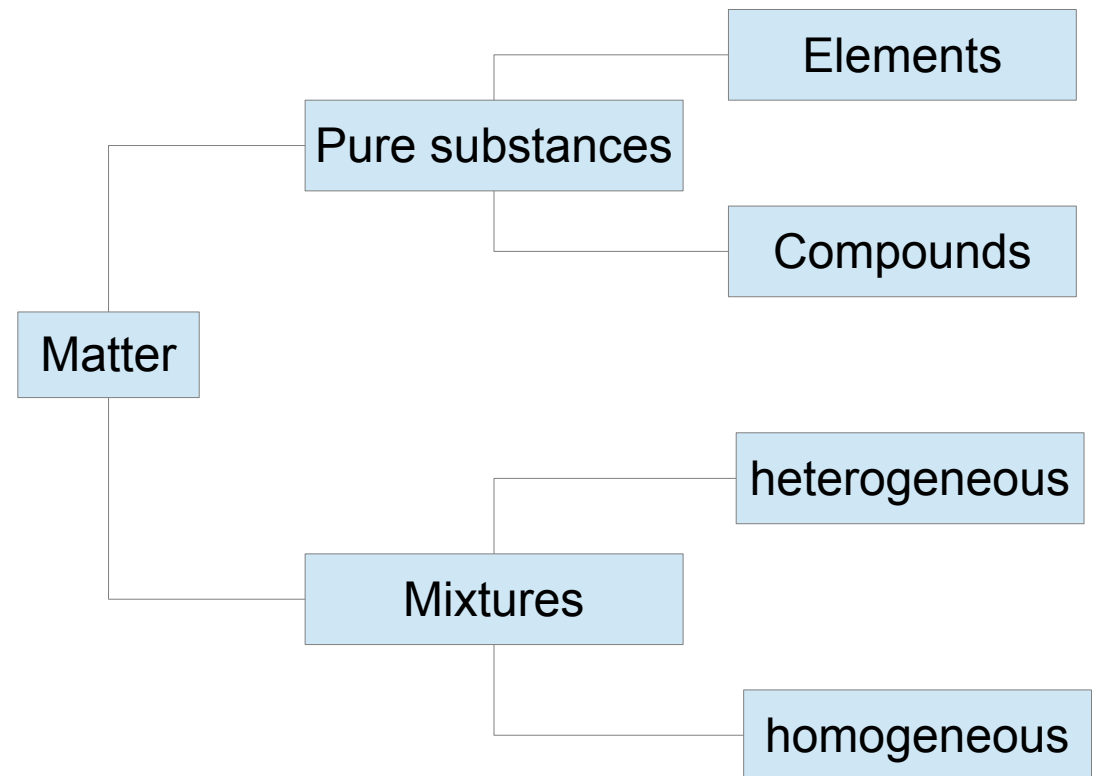 Elements
Pure substances
Compounds
Matter
heterogeneous
Mixtures
homogeneous